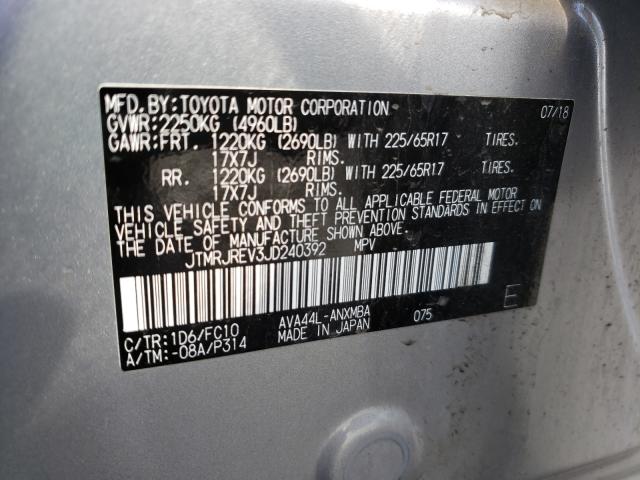 MFD. BY: TOYOTA MOTOR CORPORATION 07/18
GVWR: 2250KG (4960LB)
GAWR: FRT. 1220KG (2690LB) WITH 225/65R17 TIRES.
17X7J RIMS.
RR. 1220KG (2690LB) WITH 225/65R17 TIRES.
17X7J RIMS.
THIS VEHICLE CONFORMS TO ALL APPLICABLE FEDERAL MOTOR
VEHICLE SAFETY AND THEFT PREVENTION STANDARDS IN EFFECT ON
THE DATE OF MANUFACTURE SHOWN ABOVE.
JTMRJREV3JD240392 MPV
C/TR: 1D6/FC10 AVA44L-ANXMBA 075 E
A/TM: -08A/P314 MADE IN JAPAN